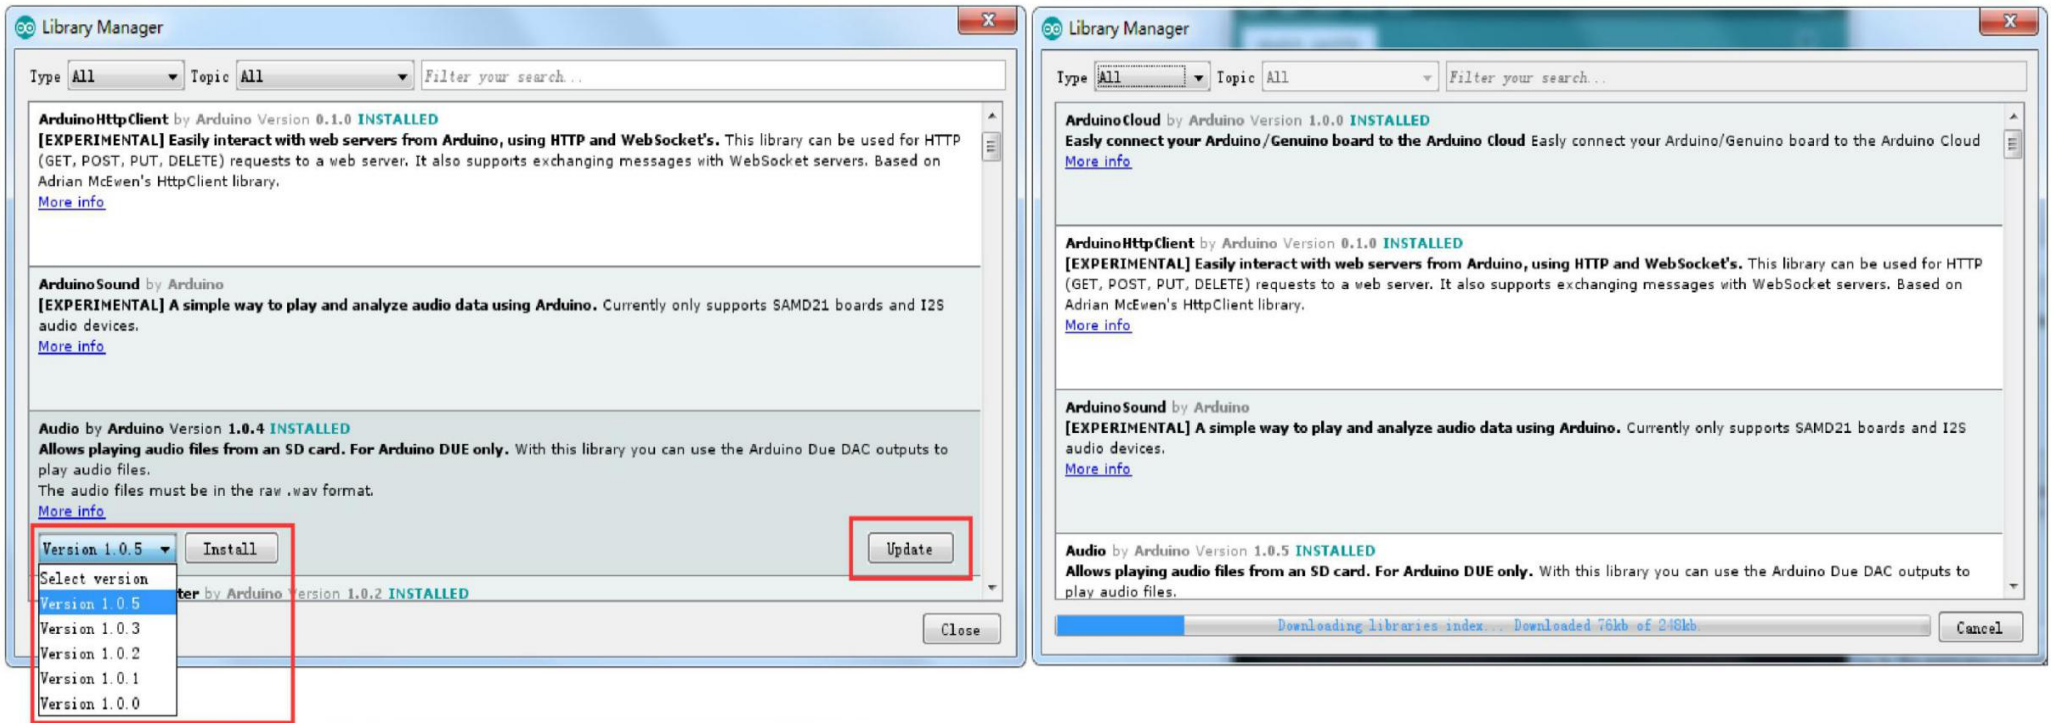 Library Manager
Type All Topic All Filter your search...
ArduinoHttpClient by Arduino Version 0.1.0 INSTALLED
[EXPERIMENTAL] Easily interact with web servers from Arduino, using HTTP and WebSocket's. This library can be used for HTTP
(GET, POST, PUT, DELETE) requests to a web server. It also supports exchanging messages with WebSocket servers. Based on
Adrian McEwen's HttpClient library.
More info
ArduinoSound by Arduino
[EXPERIMENTAL] A simple way to play and analyze audio data using Arduino. Currently only supports SAMD21 boards and I2S
audio devices.
More info
Audio by Arduino Version 1.0.4 INSTALLED
Allows playing audio files from an SD card. For Arduino DUE only. With this library you can use the Arduino Due DAC outputs to
play audio files.
The audio files must be in the raw .wav format.
More info
Version 1.0.5 Install Update
Select version
Version 1.0.5 ter by Arduino Version 1.0.2 INSTALLED
Version 1.0.3 Close
Version 1.0.2
Version 1.0.1
Version 1.0.0
Library Manager
Type All Topic All Filter your search...
ArduinoCloud by Arduino Version 1.0.0 INSTALLED
Easly connect your Arduino/Genuino board to the Arduino Cloud Easly connect your Arduino/Genuino board to the Arduino Cloud
More info
ArduinoHttpClient by Arduino Version 0.1.0 INSTALLED
[EXPERIMENTAL] Easily interact with web servers from Arduino, using HTTP and WebSocket's. This library can be used for HTTP
(GET, POST, PUT, DELETE) requests to a web server. It also supports exchanging messages with WebSocket servers. Based on
Adrian McEwen's HttpClient library.
More info
ArduinoSound by Arduino
[EXPERIMENTAL] A simple way to play and analyze audio data using Arduino. Currently only supports SAMD21 boards and I2S
audio devices.
More info
Audio by Arduino Version 1.0.5 INSTALLED
Allows playing audio files from an SD card. For Arduino DUE only. With this library you can use the Arduino Due DAC outputs to
play audio files.
Downloading libraries index... Downloaded 76kb of 248kb. Cancel